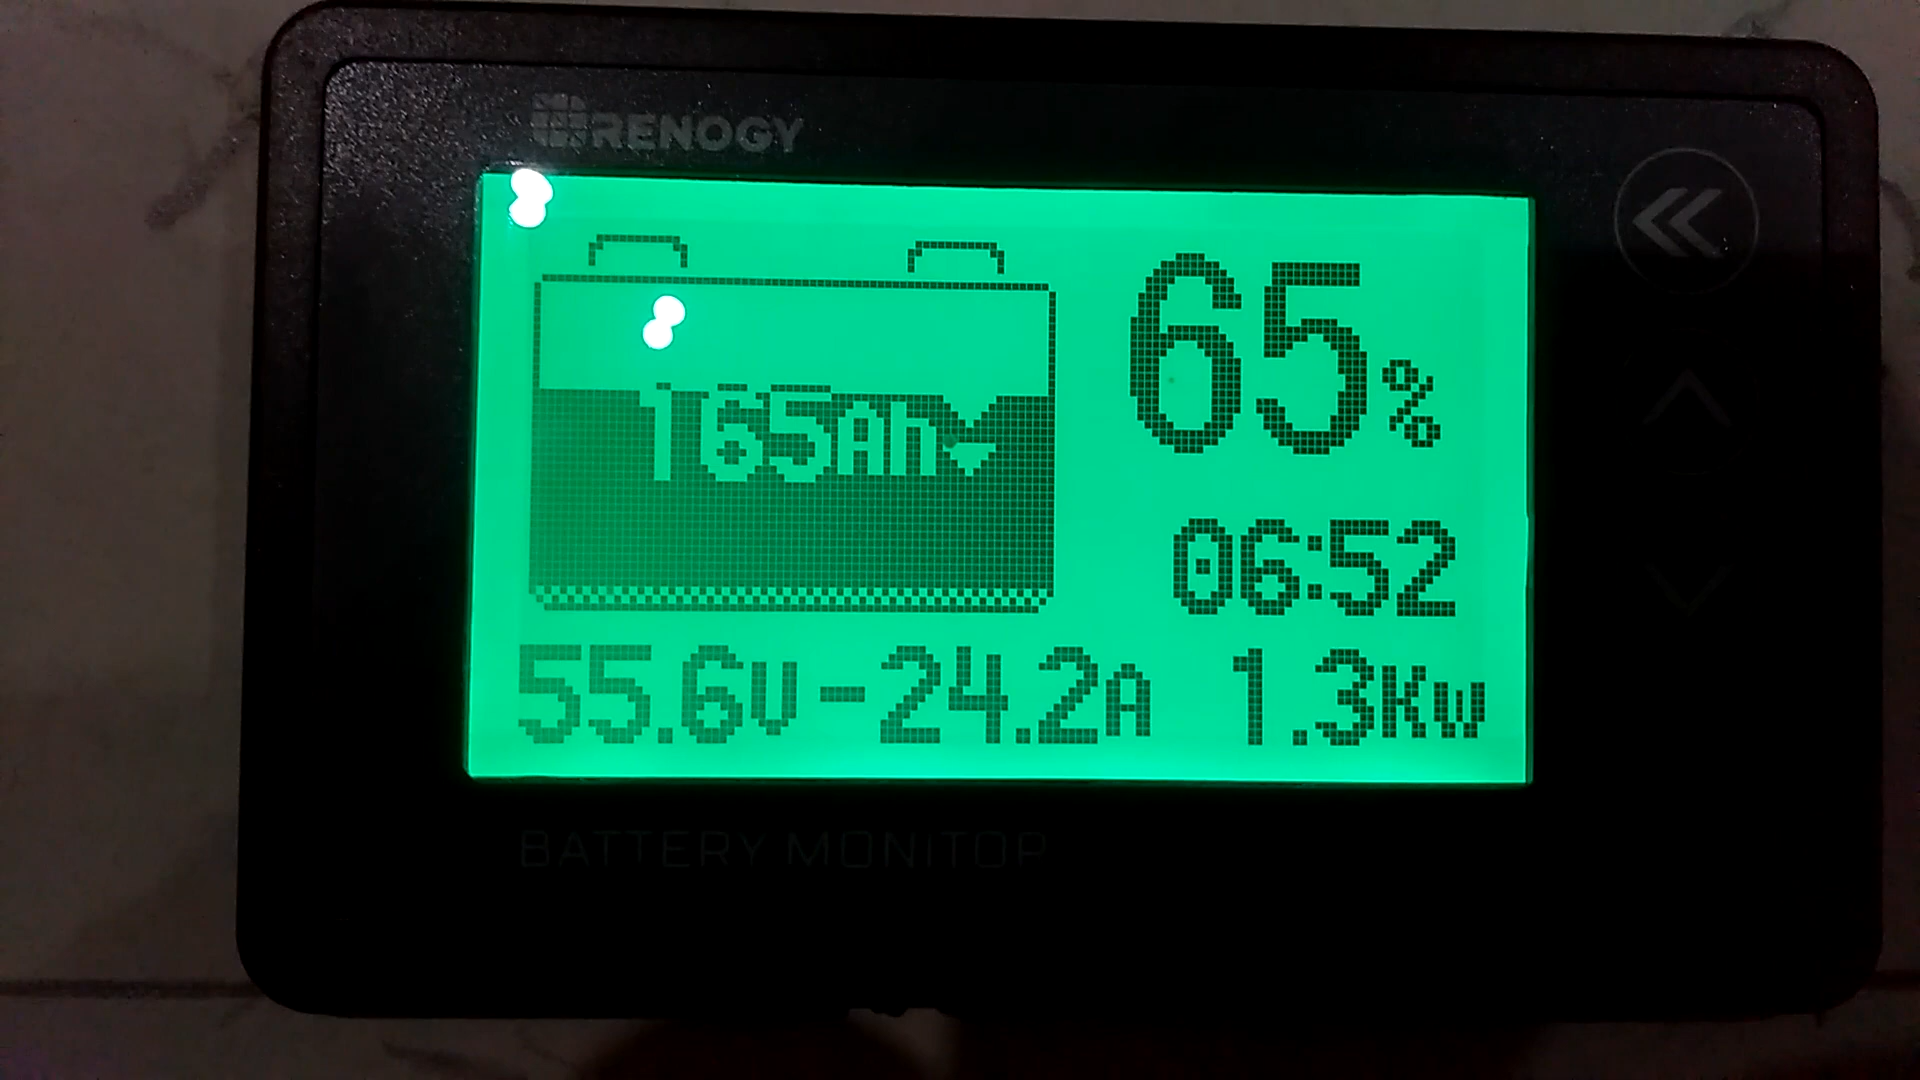 RENOGY
65%
165Ah
06:52
55.6V -24.2A 1.3Kw
BATTERY MONITOR